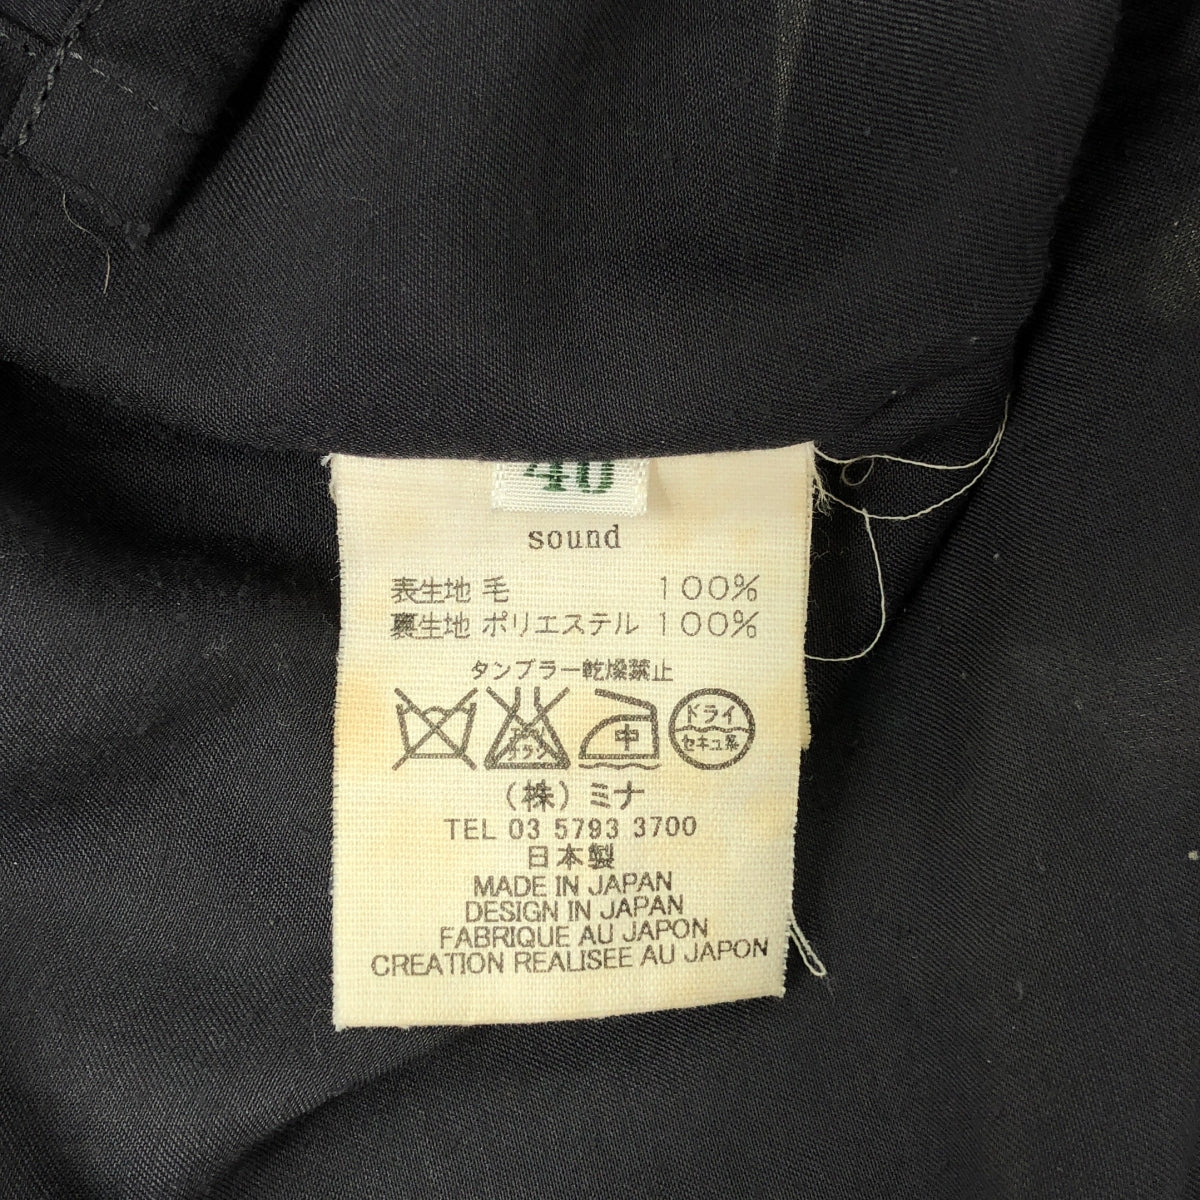 40
sound
表生地 毛 100%
裏生地 ポリエステル 100%
タンブラー乾燥禁止
中
ドライ
セキユ系
（株）ミナ
TEL 03 5793 3700
日本製
MADE IN JAPAN
DESIGN IN JAPAN
FABRIQUE AU JAPON
CREATION REALISEE AU JAPON